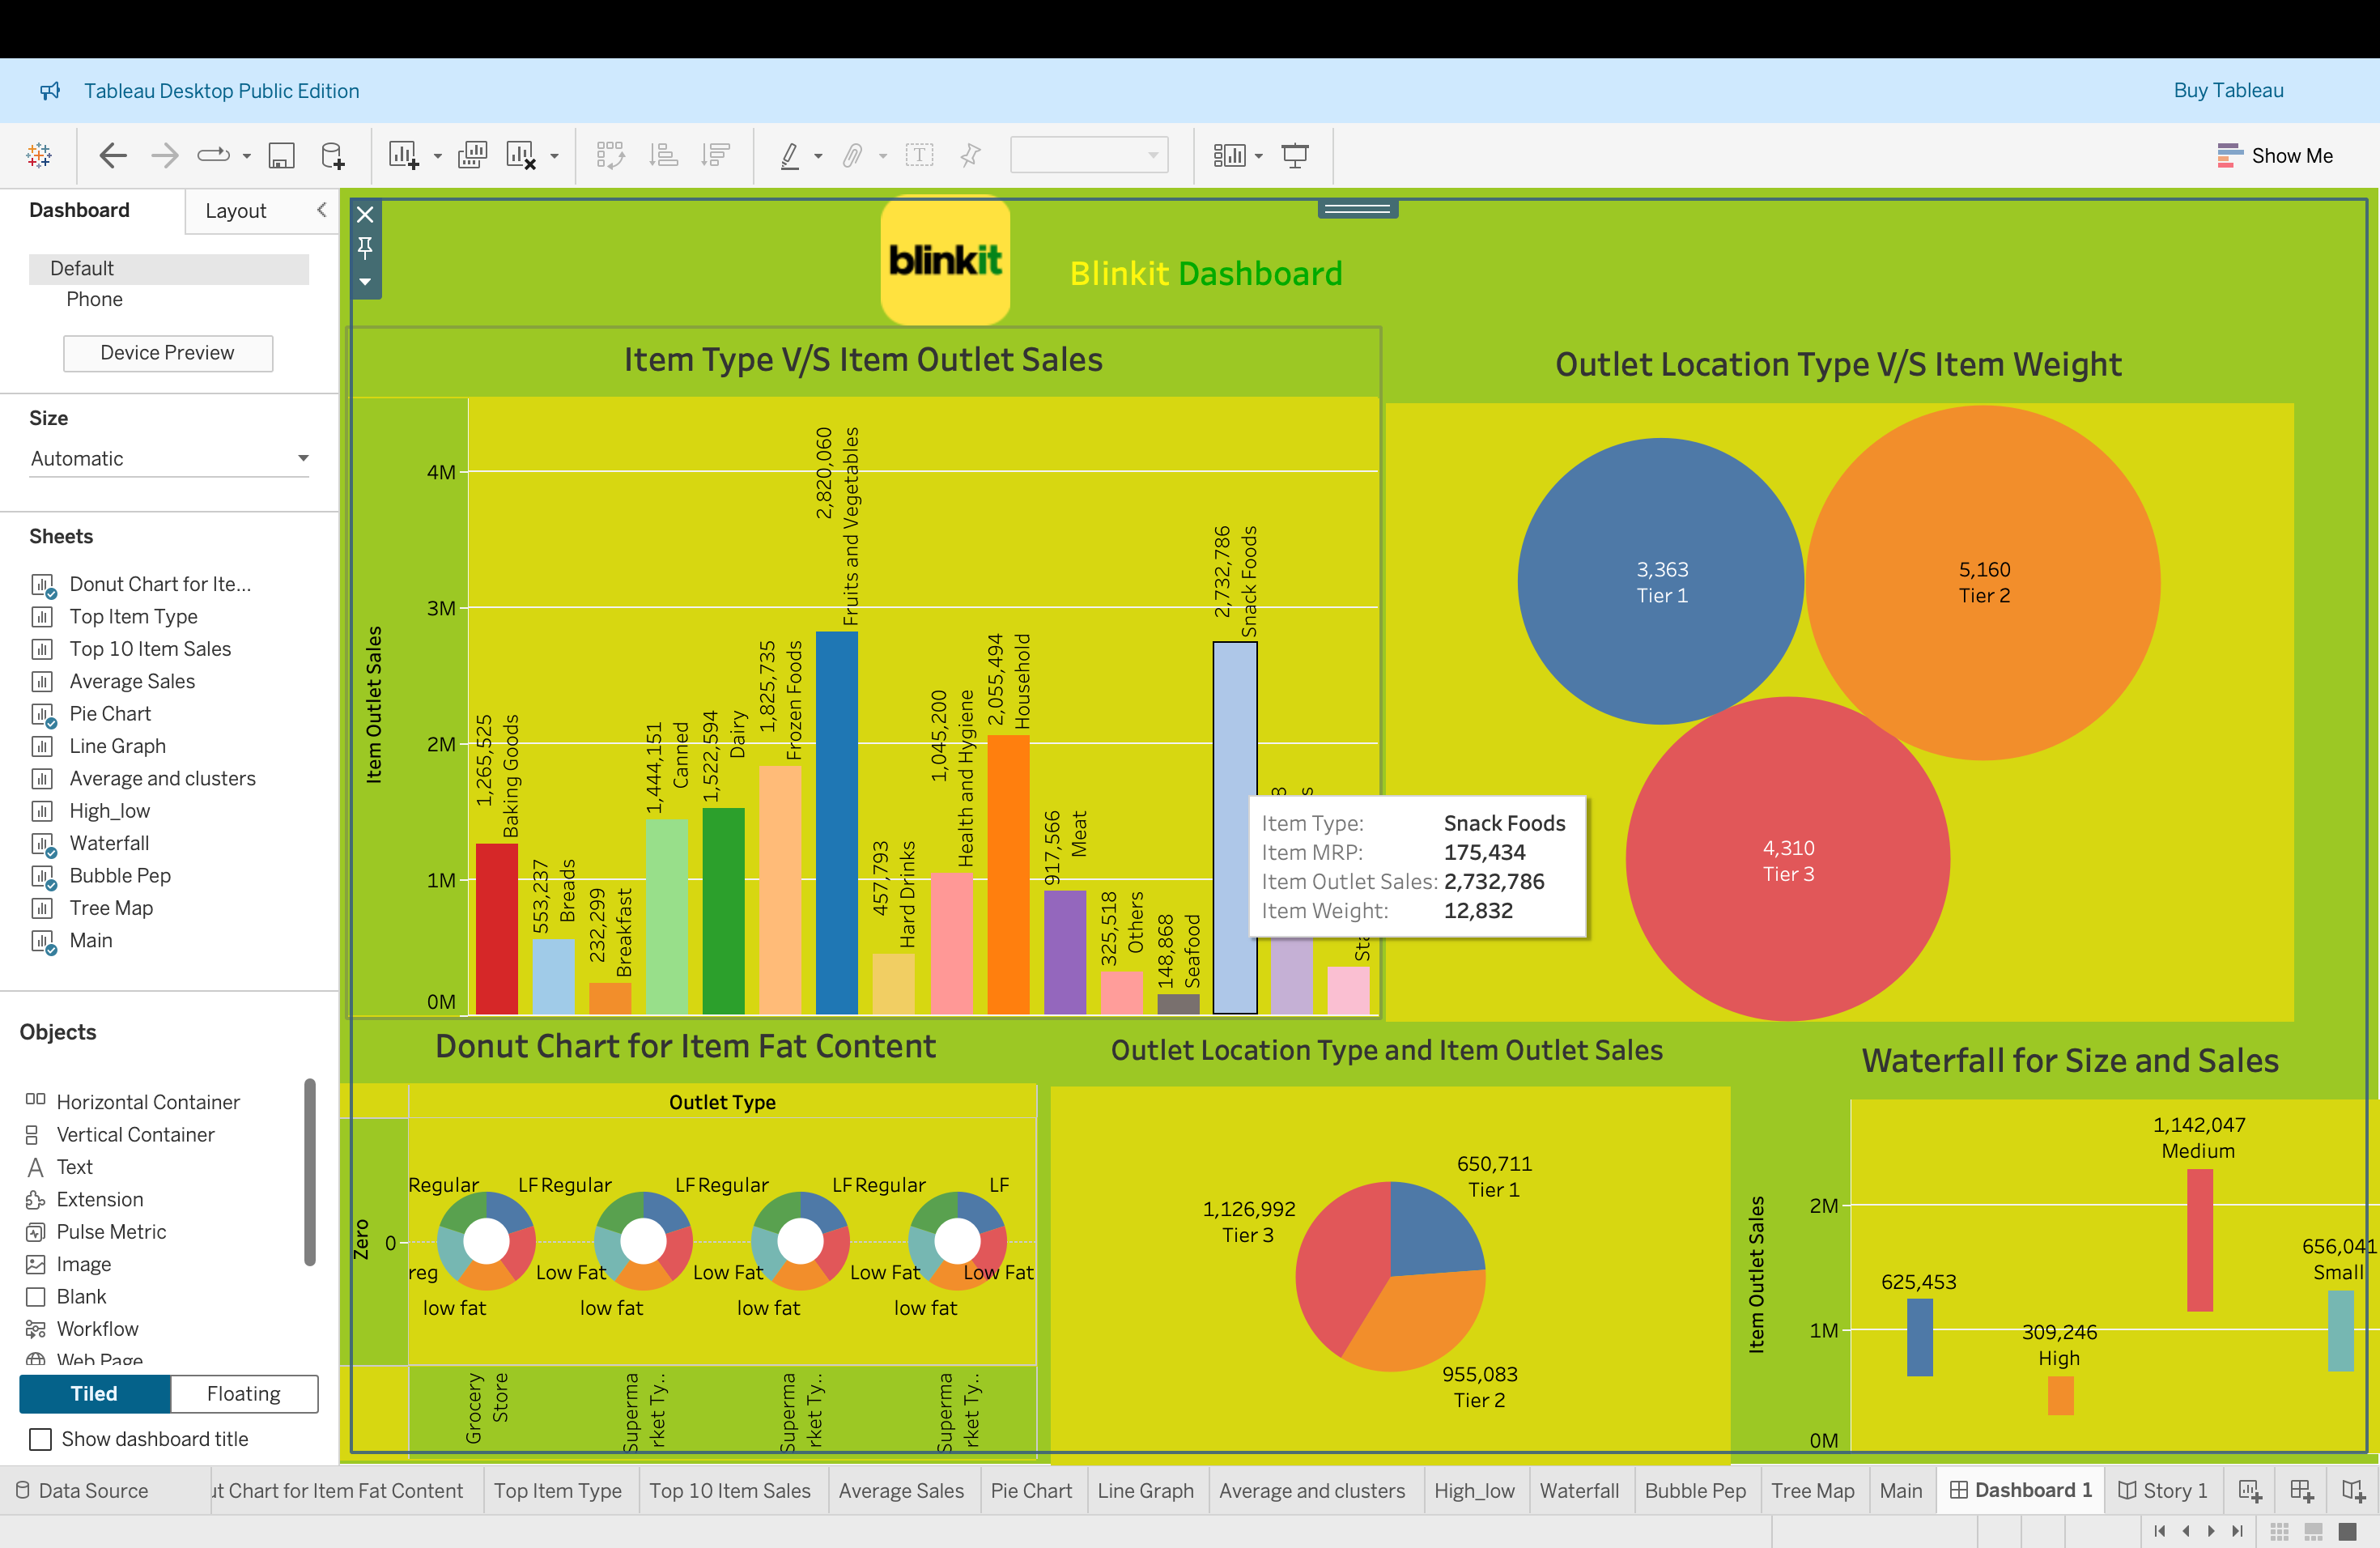 Tableau Desktop Public Edition
Buy Tableau
Show Me
Dashboard
Layout
Default
Phone
Device Preview
Size
Automatic
Sheets
Donut Chart for Ite...
Top Item Type
Top 10 Item Sales
Average Sales
Pie Chart
Line Graph
Average and clusters
High_low
Waterfall
Bubble Pep
Tree Map
Main
Objects
Horizontal Container
Vertical Container
Text
Extension
Pulse Metric
Image
Blank
Workflow
Web Page
Tiled
Floating
Show dashboard title
blinkit
Blinkit Dashboard
Item Type V/S Item Outlet Sales
Item Outlet Sales
4M
3M
2M
1M
0M
1,265,525
Baking Goods
553,237
Breads
232,299
Breakfast
1,444,151
Canned
1,522,594
Dairy
1,825,735
Frozen Foods
2,820,060
Fruits and Vegetables
457,793
Hard Drinks
1,045,200
Health and Hygiene
2,055,494
Household
917,566
Meat
325,518
Others
148,868
Seafood
2,732,786
Snack Foods
Item Type: Snack Foods
Item MRP: 175,434
Item Outlet Sales: 2,732,786
Item Weight: 12,832
Outlet Location Type V/S Item Weight
3,363
Tier 1
5,160
Tier 2
4,310
Tier 3
Donut Chart for Item Fat Content
Outlet Type
Zero
0
Regular
LF
Regular
LF
Regular
LF
Regular
LF
reg
Low Fat
Low Fat
Low Fat
Low Fat
low fat
low fat
low fat
low fat
Grocery
Store
Superma
rket Ty..
Superma
rket Ty..
Superma
rket Ty..
Outlet Location Type and Item Outlet Sales
650,711
Tier 1
1,126,992
Tier 3
955,083
Tier 2
Waterfall for Size and Sales
Item Outlet Sales
2M
1M
0M
625,453
309,246
High
1,142,047
Medium
656,041
Small
Data Source
ut Chart for Item Fat Content
Top Item Type
Top 10 Item Sales
Average Sales
Pie Chart
Line Graph
Average and clusters
High_low
Waterfall
Bubble Pep
Tree Map
Main
Dashboard 1
Story 1